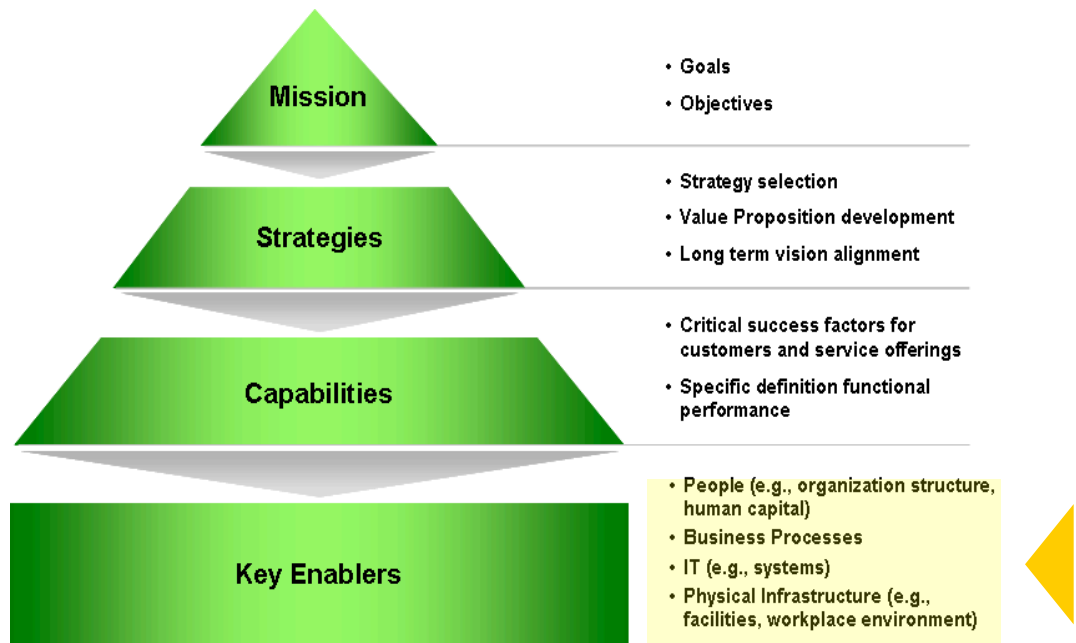 Mission
• Goals
• Objectives
Strategies
• Strategy selection
• Value Proposition development
• Long term vision alignment
Capabilities
• Critical success factors for
customers and service offerings
• Specific definition functional
performance
Key Enablers
• People (e.g., organization structure,
human capital)
• Business Processes
• IT (e.g., systems)
• Physical Infrastructure (e.g.,
facilities, workplace environment)